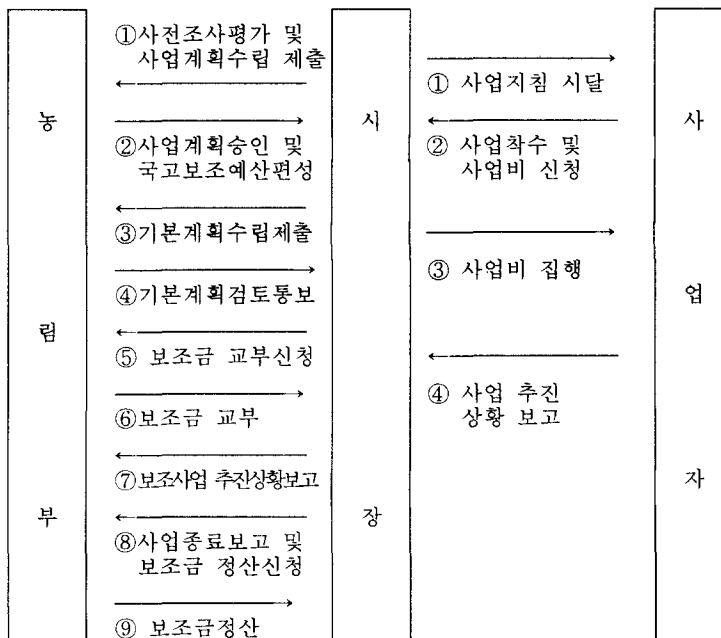 농림부
①사전조사평가 및
사업계획수립 제출
②사업계획승인 및
국고보조예산편성
③기본계획수립제출
④기본계획검토통보
⑤ 보조금 교부신청
⑥보조금 교부
⑦보조사업 추진상황보고
⑧사업종료보고 및
보조금 정산신청
⑨ 보조금정산
시장
① 사업지침 시달
② 사업착수 및
사업비 신청
③ 사업비 집행
④ 사업 추진
상황 보고
사업자